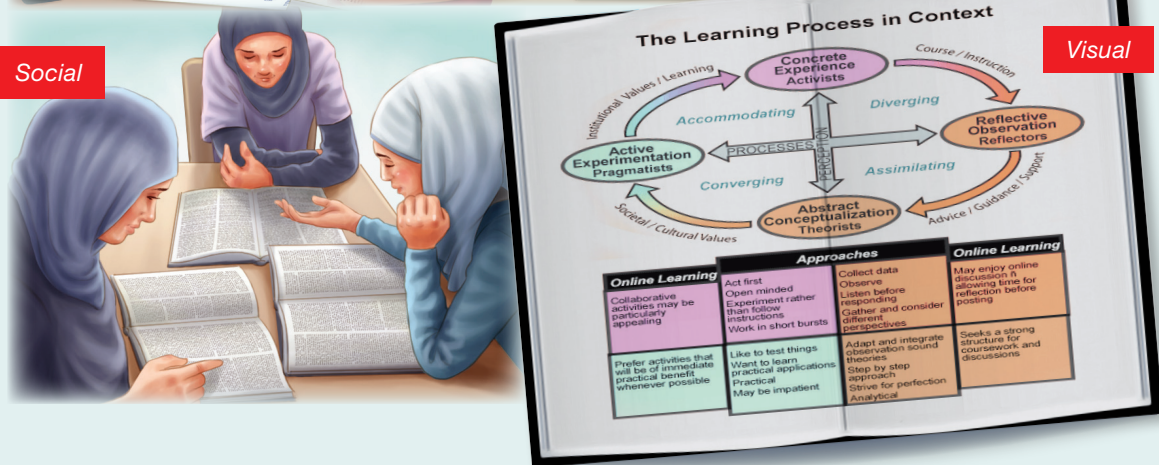 Social
Visual
The Learning Process in Context
Concrete
Experience
Activists
Course / Instruction
Institutional Values / Learning
Accommodating
Diverging
Reflective
Observation
Reflectors
Active
Experimentation
Pragmatists
PROCESSES
PERCEPTION
Converging
Assimilating
Abstract
Conceptualization
Theorists
Societal / Cultural Values
Advice / Guidance / Support
Online Learning
Approaches
Online Learning
Collaborative
activities may be
particularly
appealing
Act first
Open minded
Experiment rather
than follow
instructions
Work in short bursts
Collect data
Observe
Listen before
responding
Gather and consider
different
perspectives
May enjoy online
discussion ñ
allowing time for
reflection before
posting
Prefer activities that
will be of immediate
practical benefit
whenever possible
Like to test things
Want to learn
practical applications
Practical
May be impatient
Adapt and integrate
observation sound
theories
Step by step
approach
Strive for perfection
Analytical
Seeks a strong
structure for
coursework and
discussions